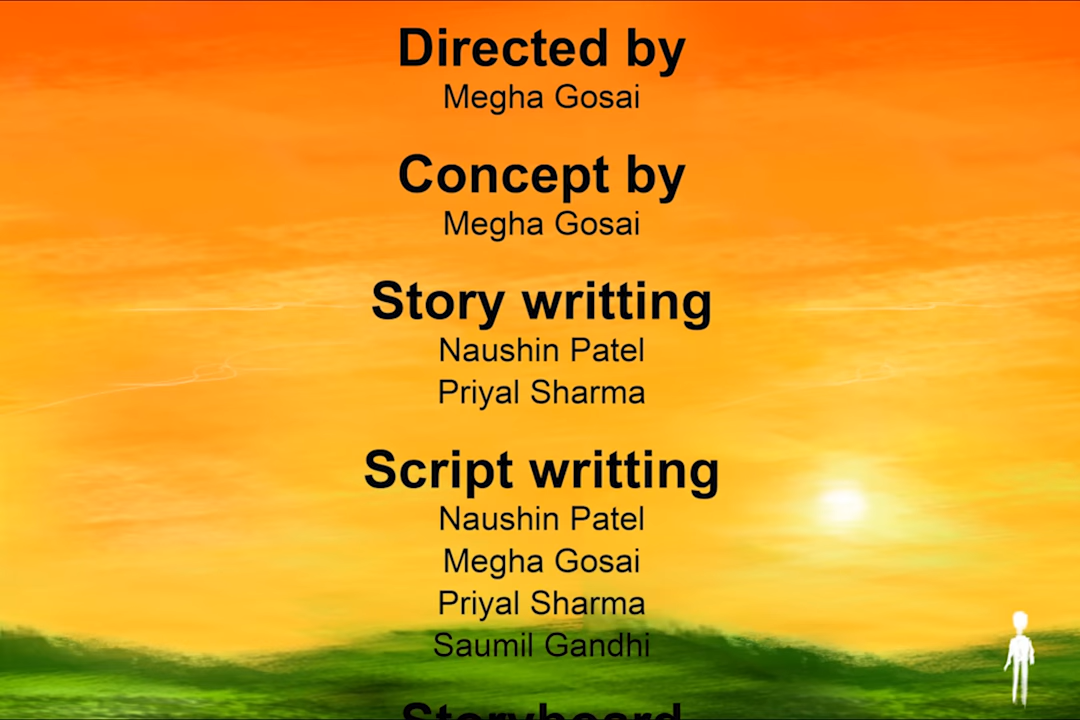 Directed by
Megha Gosai
Concept by
Megha Gosai
Story writting
Naushin Patel
Priyal Sharma
Script writting
Naushin Patel
Megha Gosai
Priyal Sharma
Saumil Gandhi
Storyboard